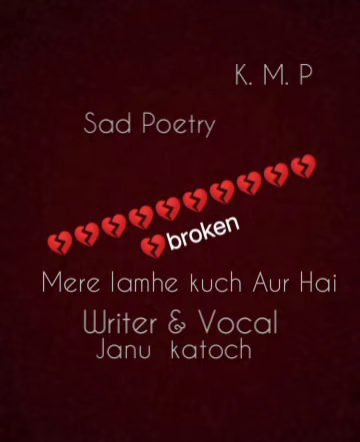 K. M. P
Sad Poetry
💔💔💔💔💔💔💔💔💔💔
💔broken
Mere lamhe kuch Aur Hai
Writer & Vocal
Janu katoch